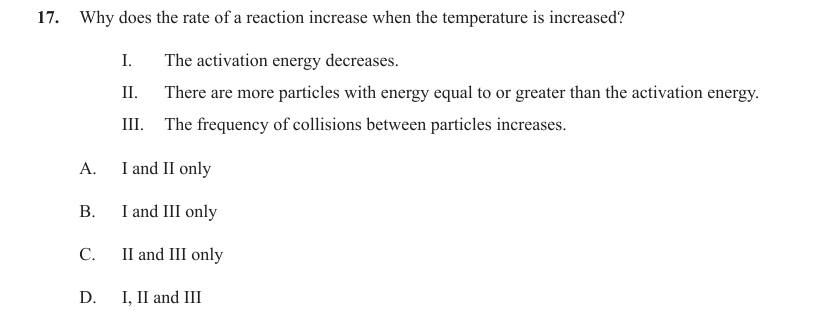 17. Why does the rate of a reaction increase when the temperature is increased?
I. The activation energy decreases.
II. There are more particles with energy equal to or greater than the activation energy.
III. The frequency of collisions between particles increases.
A. I and II only
B. I and III only
C. II and III only
D. I, II and III